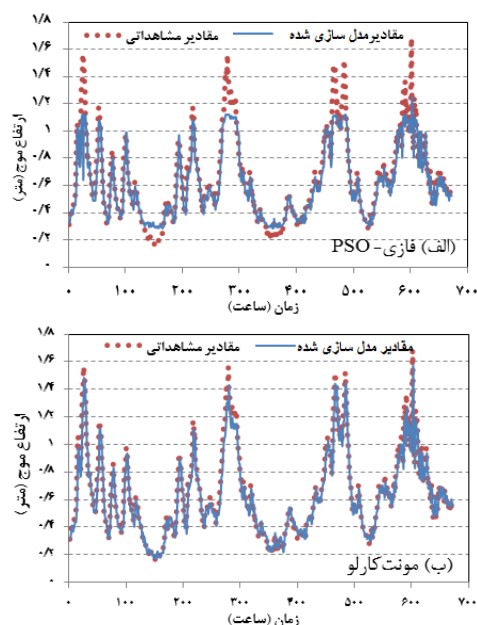 ۱/۸
مقادیرمدل سازی شده مقادیر مشاهداتی
۱/۶
۱/۴
۱/۲
۱
۰/۸
۰/۶
۰/۴
۰/۲
۰
ارتفاع موج (متر)
الف) فازی- PSO
۰ ۱۰۰ ۲۰۰ ۳۰۰ ۴۰۰ ۵۰۰ ۶۰۰ ۷۰۰
زمان (ساعت)
۱/۸
مقادیر مدل سازی شده مقادیر مشاهداتی
۱/۶
۱/۴
۱/۲
۱
۰/۸
۰/۶
۰/۴
۰/۲
۰
ارتفاع موج (متر)
(ب) مونت‌کارلو
۰ ۱۰۰ ۲۰۰ ۳۰۰ ۴۰۰ ۵۰۰ ۶۰۰ ۷۰۰
زمان (ساعت)